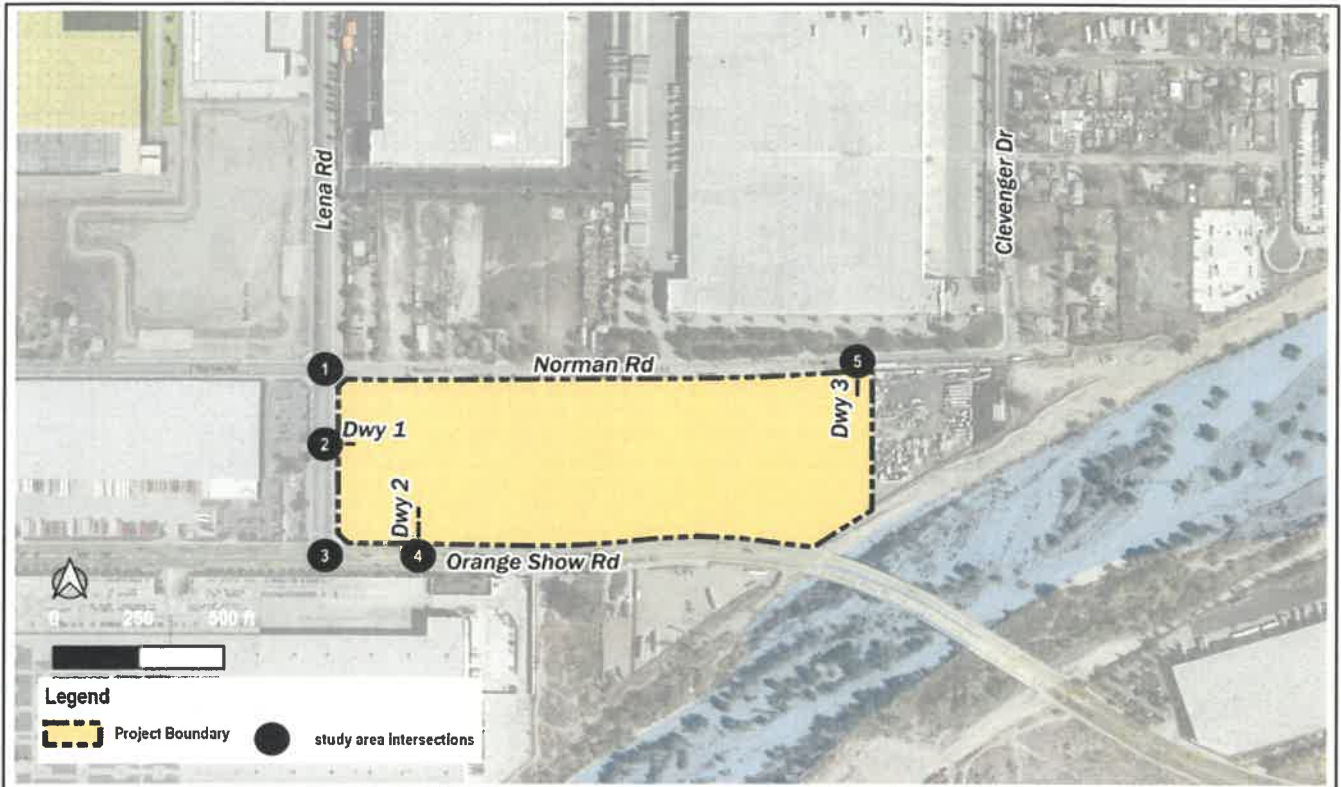 Lena Rd
Clevenger Dr
1
Norman Rd
5
Dwy 3
2
Dwy 1
Dwy 2
3
4
Orange Show Rd
0 250 500 ft
Legend
Project Boundary
study area intersections